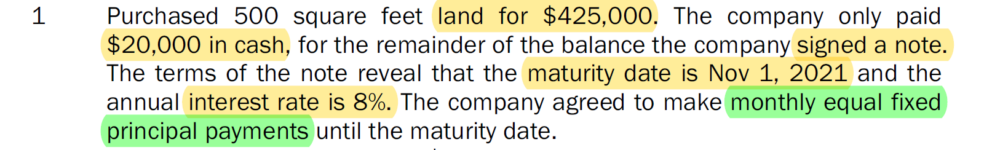 1 Purchased 500 square feet land for $425,000. The company only paid
$20,000 in cash, for the remainder of the balance the company signed a note.
The terms of the note reveal that the maturity date is Nov 1, 2021 and the
annual interest rate is 8%. The company agreed to make monthly equal fixed
principal payments until the maturity date.